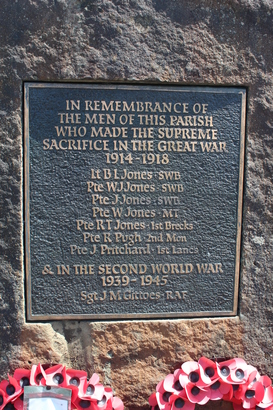 IN REMEMBRANCE OF
THE MEN OF THIS PARISH
WHO MADE THE SUPREME
SACRIFICE IN THE GREAT WAR
1914-1918
Lt B L Jones · SWB
Pte W J Jones · SWB
Pte J Jones · SWB
Pte W Jones · MT
Pte R T Jones · 1st Brecks
Pte R Pugh · 2nd Mon
Pte J Pritchard · 1st Lancs
& IN THE SECOND WORLD WAR
1939-1945
Sgt J M Gittoes · RAF